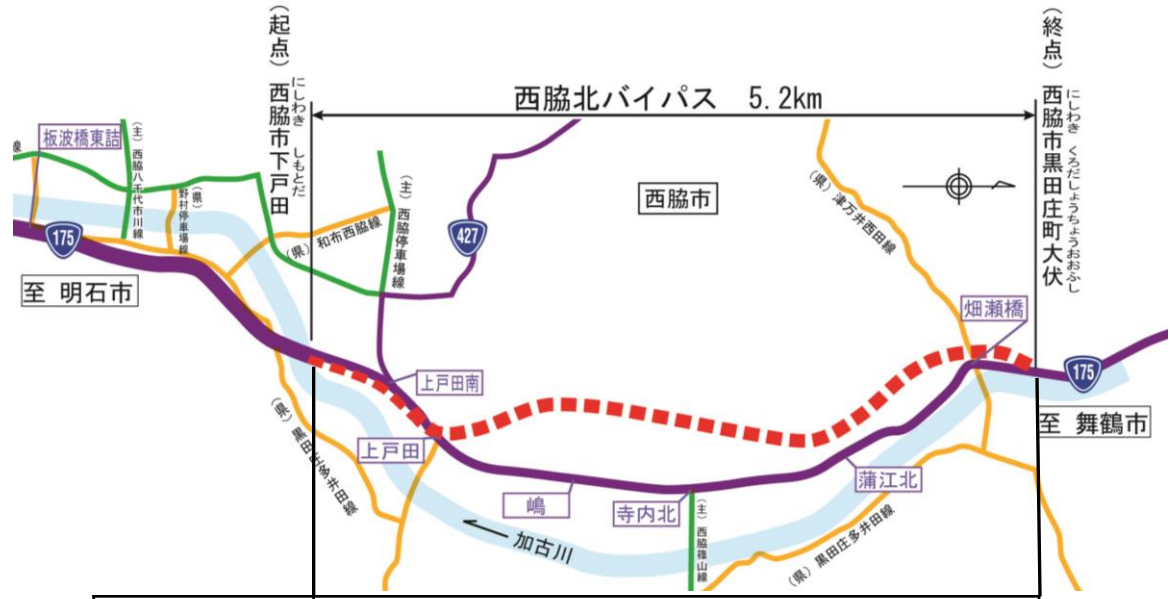 (起点) 西脇市下戸田
にしわき しもとだ
西脇北バイパス 5.2km
(終点) 西脇市黒田庄町大伏
にしわき くろだしょうちょうおおふし
板波橋東詰
線
(主)西脇八千代市川線
(県)野村停車場線
175
至 明石市
(県)和布西脇線
(主)西脇停車場線
427
西脇市
(県)津万井西田線
畑瀬橋
175
至 舞鶴市
上戸田南
上戸田
(県)黒田庄多井田線
嶋
寺内北
蒲江北
加古川
(主)西脇篠山線
(県)黒田庄多井田線